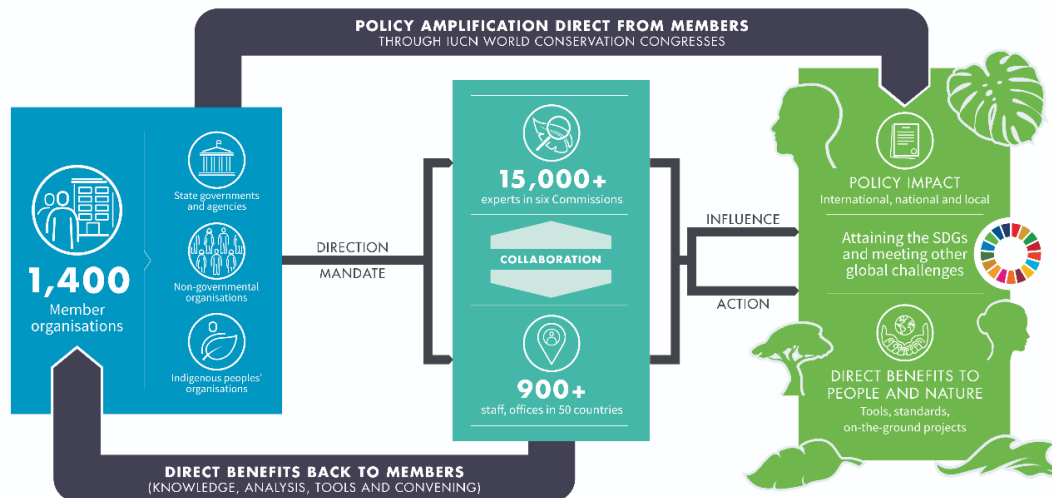 POLICY AMPLIFICATION DIRECT FROM MEMBERS
THROUGH IUCN WORLD CONSERVATION CONGRESSES
1,400
Member
organisations
State governments
and agencies
Non-governmental
organisations
Indigenous peoples'
organisations
DIRECTION
MANDATE
15,000+
experts in six Commissions
COLLABORATION
900+
staff, offices in 50 countries
INFLUENCE
ACTION
POLICY IMPACT
International, national and local
Attaining the SDGs
and meeting other
global challenges
DIRECT BENEFITS TO
PEOPLE AND NATURE
Tools, standards,
on-the-ground projects
DIRECT BENEFITS BACK TO MEMBERS
(KNOWLEDGE, ANALYSIS, TOOLS AND CONVENING)